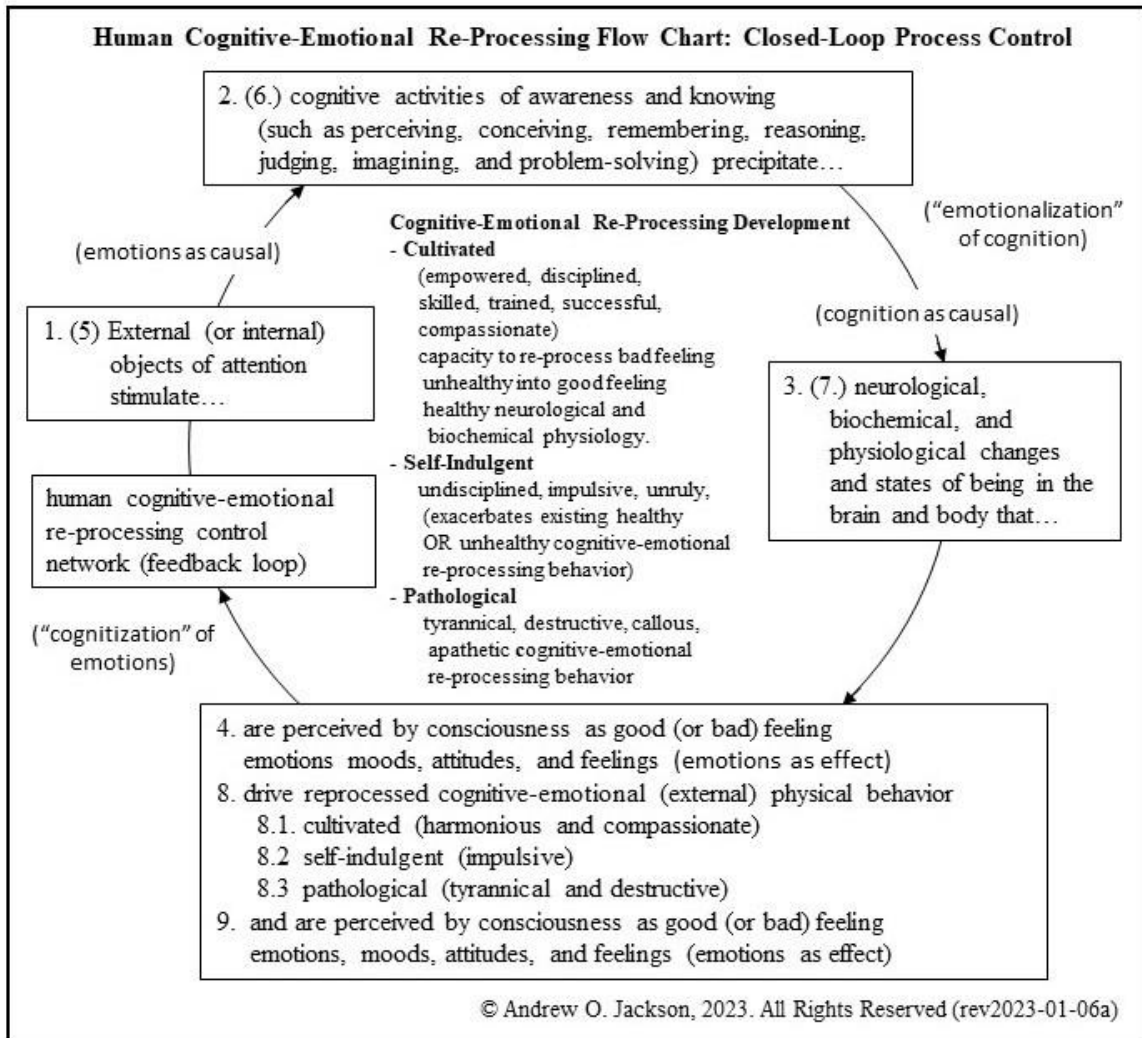 Human Cognitive-Emotional Re-Processing Flow Chart: Closed-Loop Process Control
2. (6.) cognitive activities of awareness and knowing
(such as perceiving, conceiving, remembering, reasoning,
judging, imagining, and problem-solving) precipitate…
(“emotionalization”
of cognition)
(cognition as causal)
(emotions as causal)
1. (5) External (or internal)
objects of attention
stimulate…
Cognitive-Emotional Re-Processing Development
- Cultivated
(empowered, disciplined,
skilled, trained, successful,
compassionate)
capacity to re-process bad feeling
unhealthy into good feeling
healthy neurological and
biochemical physiology.
- Self-Indulgent
undisciplined, impulsive, unruly,
(exacerbates existing healthy
OR unhealthy cognitive-emotional
re-processing behavior)
- Pathological
tyrannical, destructive, callous,
apathetic cognitive-emotional
re-processing behavior
3. (7.) neurological,
biochemical, and
physiological changes
and states of being in the
brain and body that…
human cognitive-emotional
re-processing control
network (feedback loop)
(“cognitization” of
emotions)
4. are perceived by consciousness as good (or bad) feeling
emotions moods, attitudes, and feelings (emotions as effect)
8. drive reprocessed cognitive-emotional (external) physical behavior
8.1. cultivated (harmonious and compassionate)
8.2 self-indulgent (impulsive)
8.3 pathological (tyrannical and destructive)
9. and are perceived by consciousness as good (or bad) feeling
emotions, moods, attitudes, and feelings (emotions as effect)
© Andrew O. Jackson, 2023. All Rights Reserved (rev2023-01-06a)